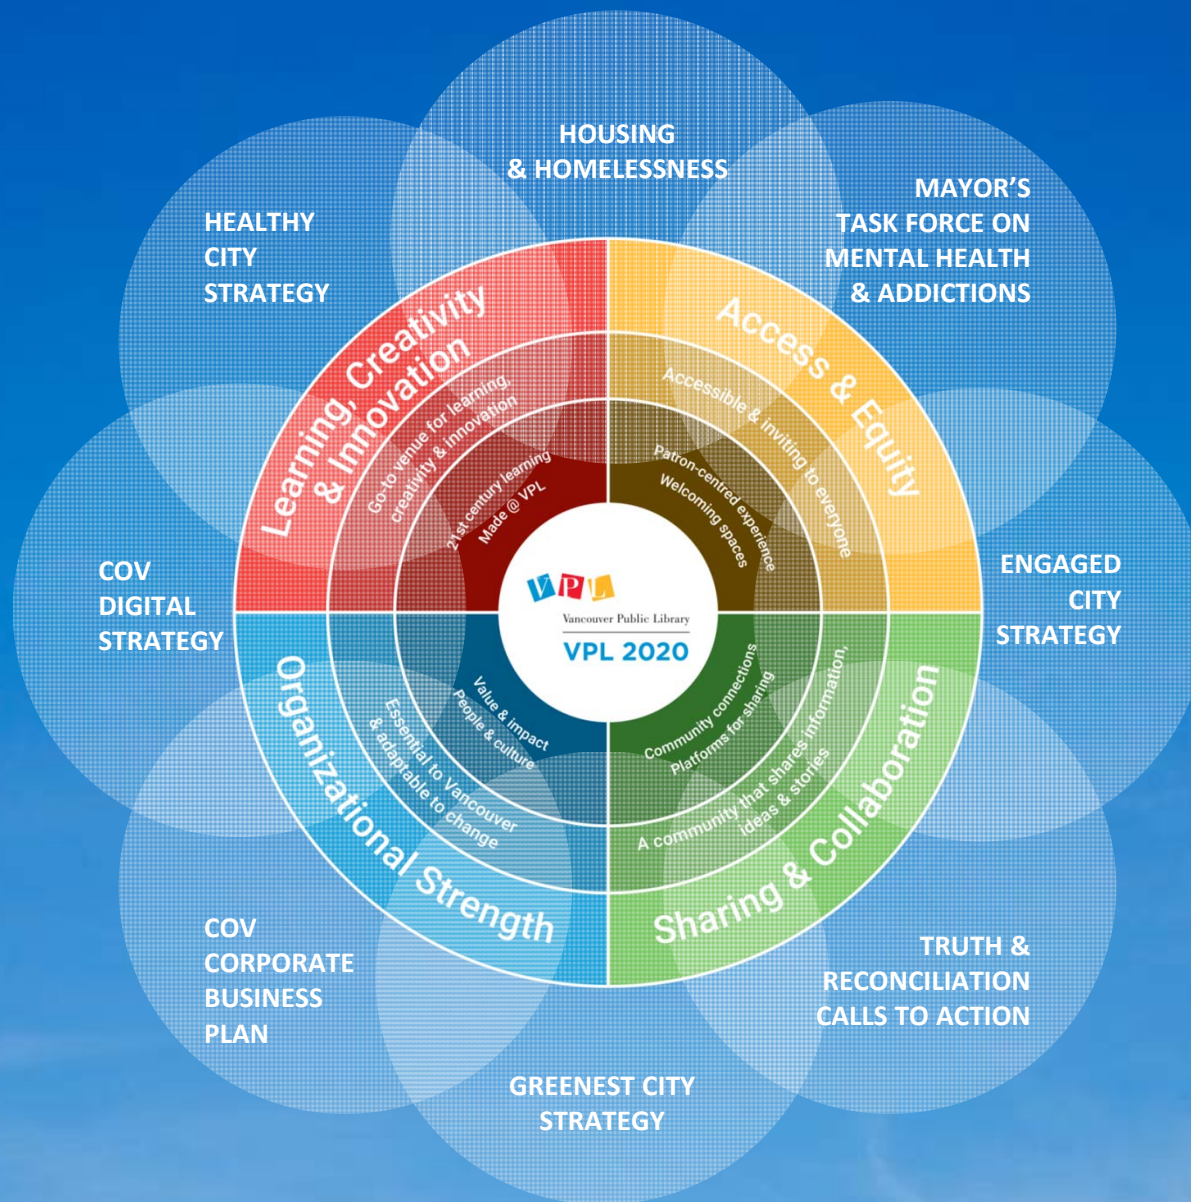 HOUSING
& HOMELESSNESS
MAYOR’S
TASK FORCE ON
MENTAL HEALTH
& ADDICTIONS
HEALTHY
CITY
STRATEGY
ENGAGED
CITY
STRATEGY
COV
DIGITAL
STRATEGY
TRUTH &
RECONCILIATION
CALLS TO ACTION
COV
CORPORATE
BUSINESS
PLAN
GREENEST CITY
STRATEGY
Learning, Creativity
& Innovation
Go-to venue for learning,
creativity & innovation
21st century learning
Made @ VPL
Access & Equity
Accessible & inviting to everyone
Patron-centred experience
Welcoming spaces
VPL
Vancouver Public Library
VPL 2020
Value & impact
People & culture
Essential to Vancouver
& adaptable to change
Organizational Strength
Community connections
Platforms for sharing
A community that shares information,
ideas & stories
Sharing & Collaboration